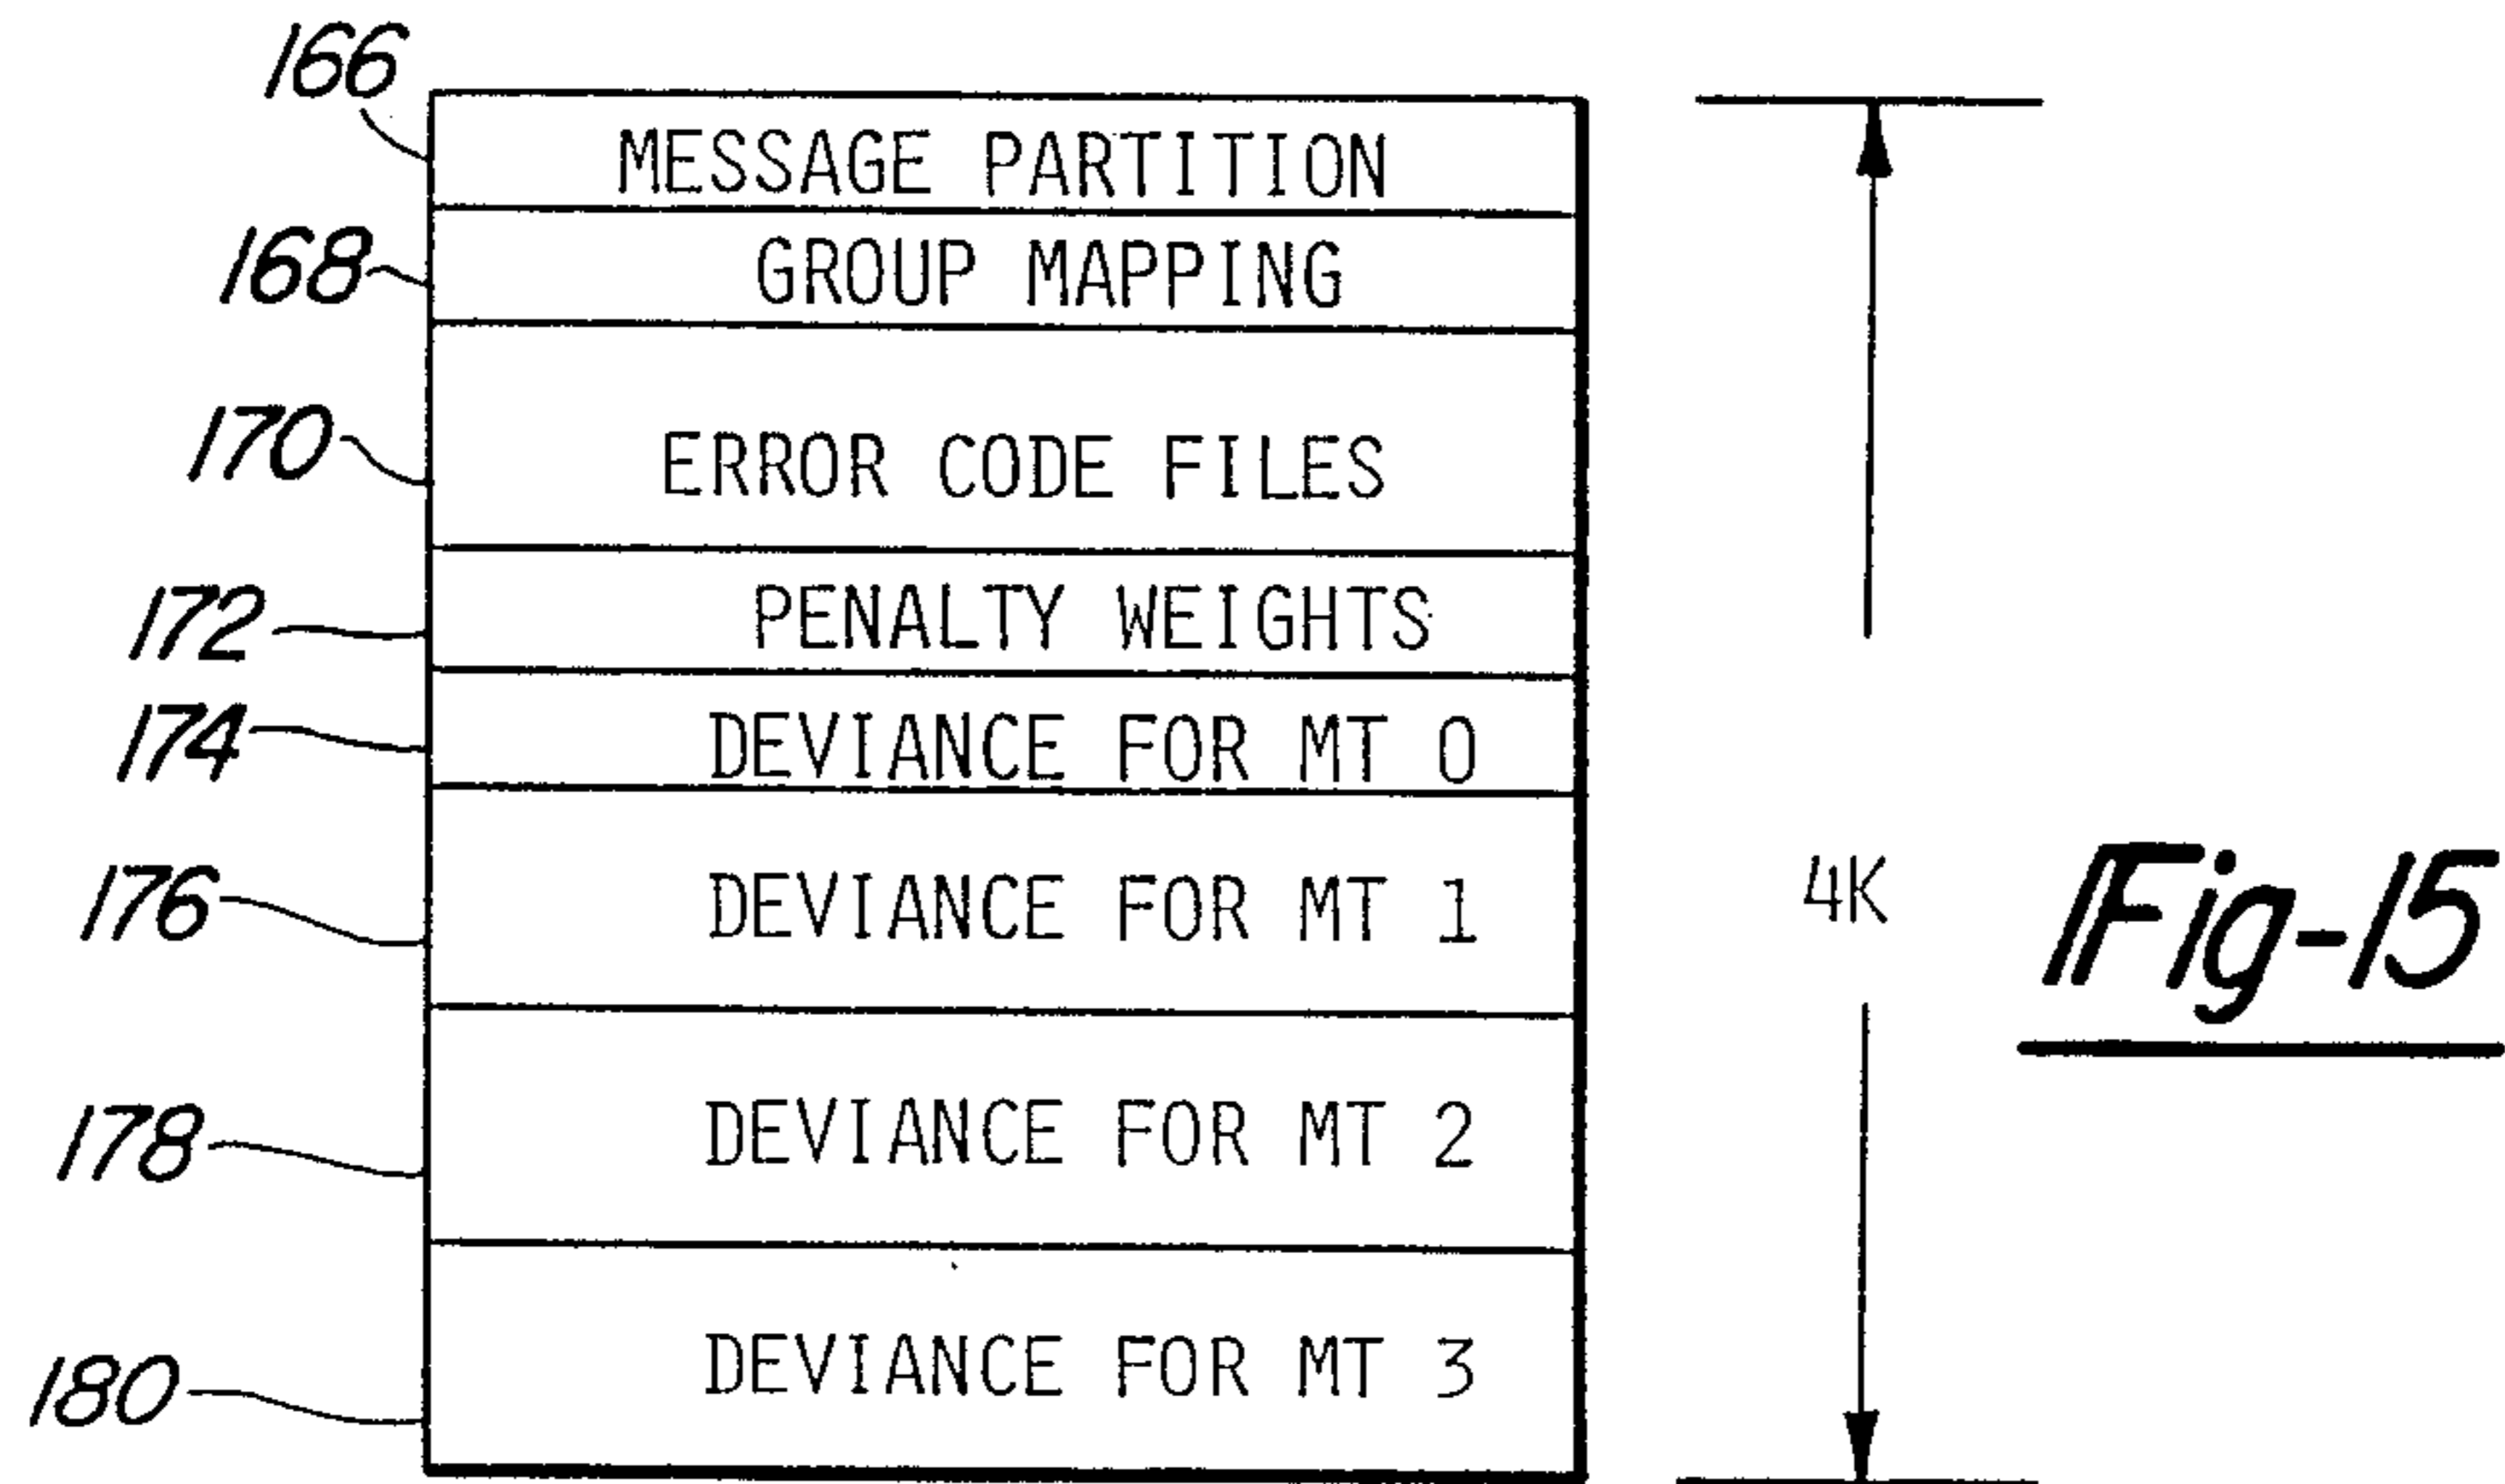 166
MESSAGE PARTITION
168
GROUP MAPPING
170
ERROR CODE FILES
172
PENALTY WEIGHTS
174
DEVIANCE FOR MT 0
176
DEVIANCE FOR MT 1
4K
Fig-15
178
DEVIANCE FOR MT 2
180
DEVIANCE FOR MT 3